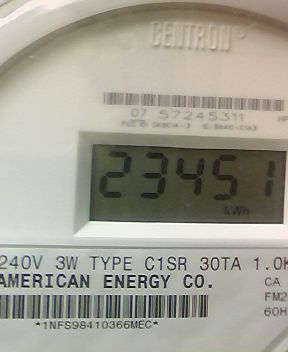 CENTRON®
07 57245311
23451
kWh
240V 3W TYPE C1SR 30TA 1.0K
AMERICAN ENERGY CO.
CA
FM2
60H
*1NFS98410366MEC*